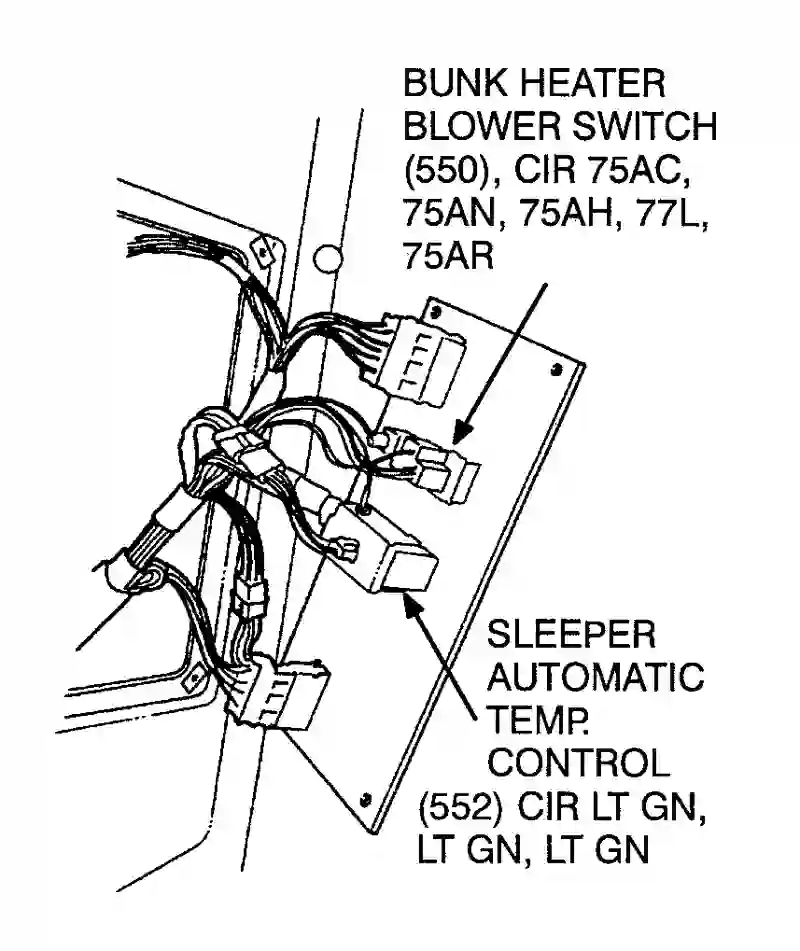 BUNK HEATER
BLOWER SWITCH
(550), CIR 75AC,
75AN, 75AH, 77L,
75AR
SLEEPER
AUTOMATIC
TEMP.
CONTROL
(552) CIR LT GN,
LT GN, LT GN